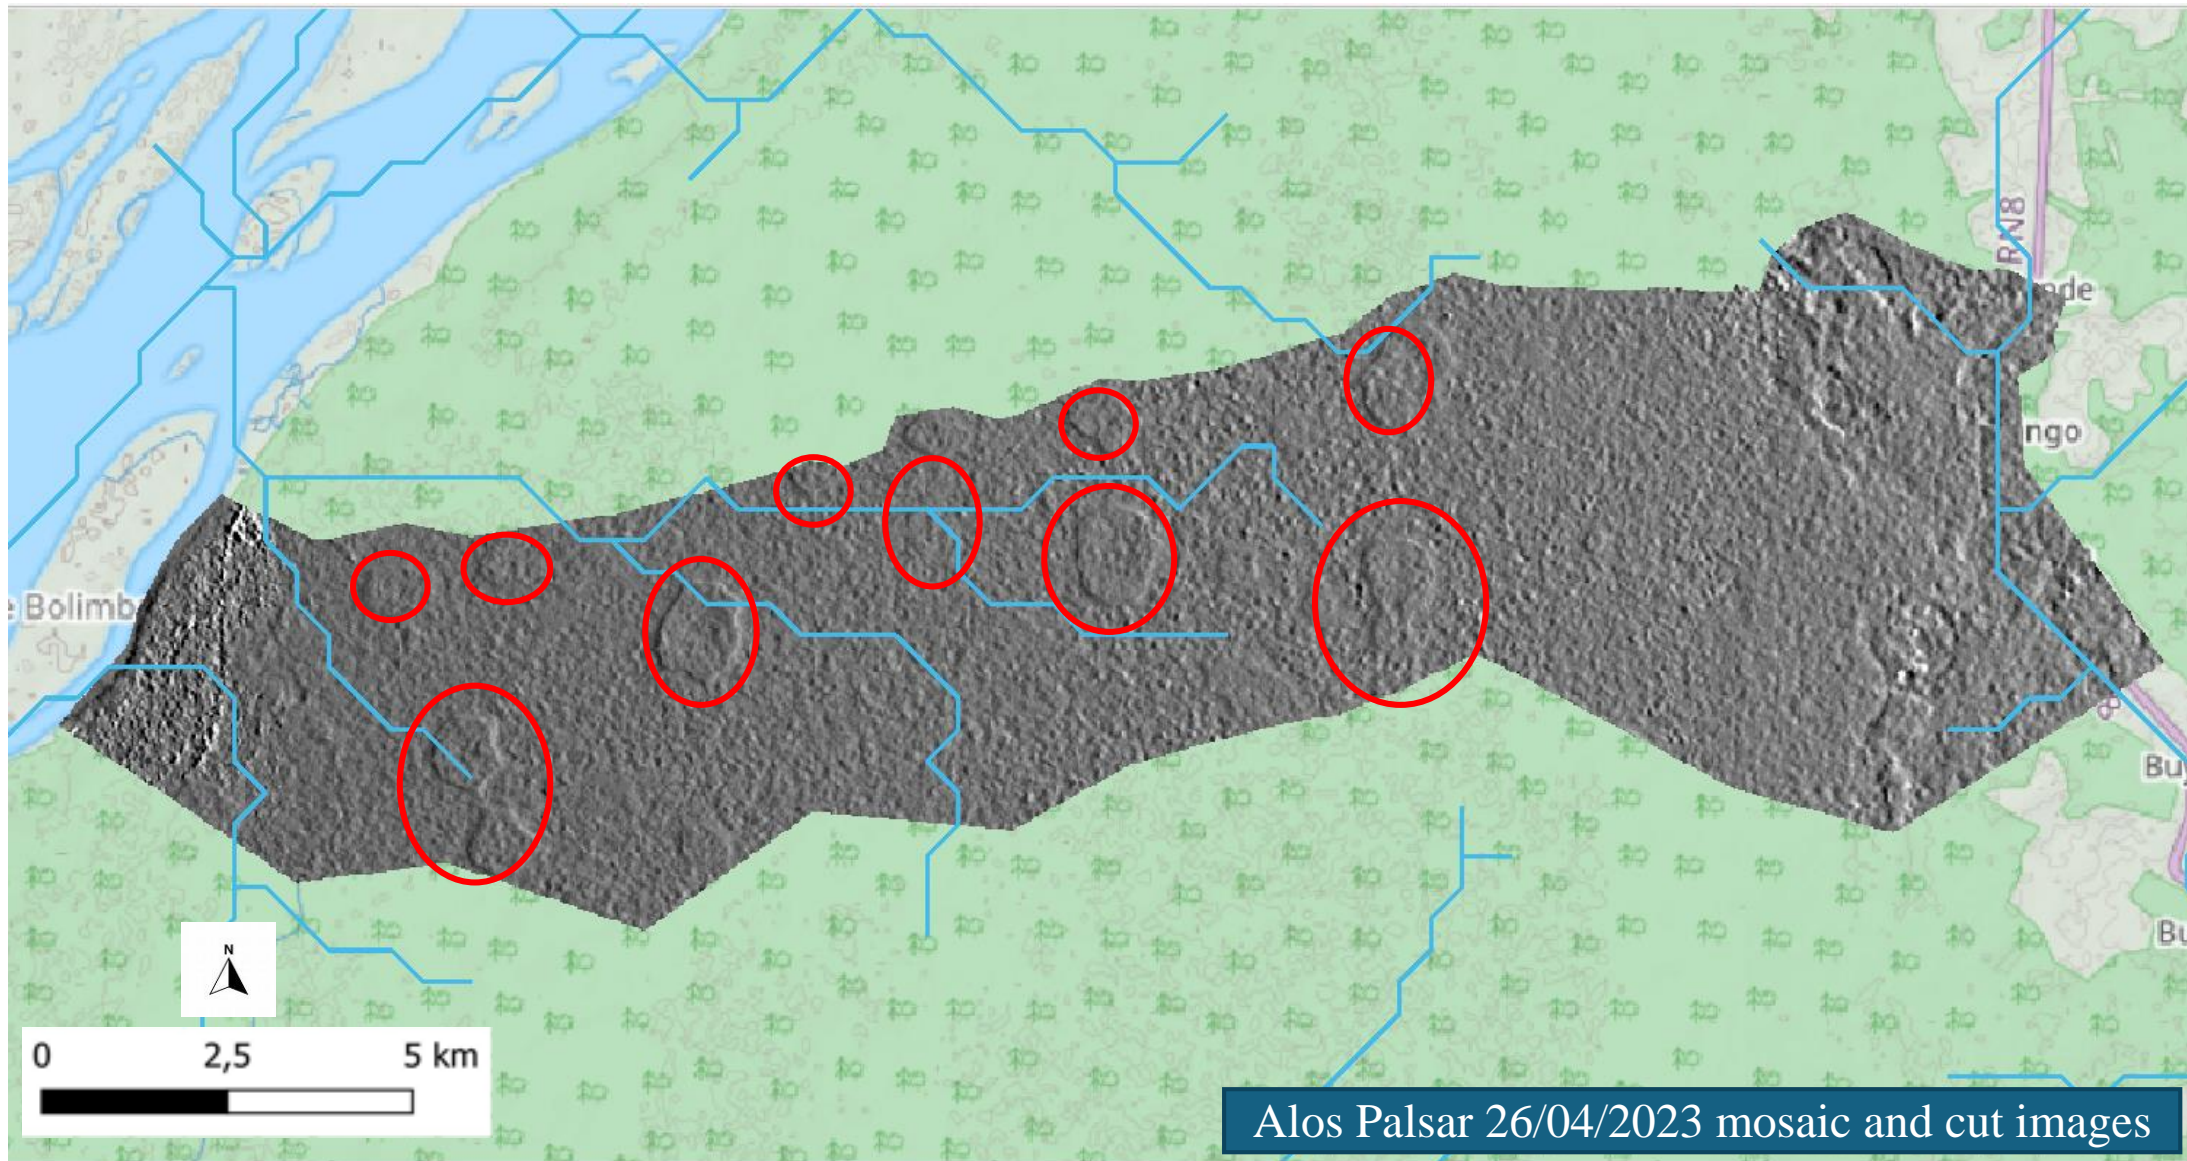 RN8
ode
ngo
e Bolimb
8
Bu
Bu
N
0 2,5 5 km
Alos Palsar 26/04/2023 mosaic and cut images